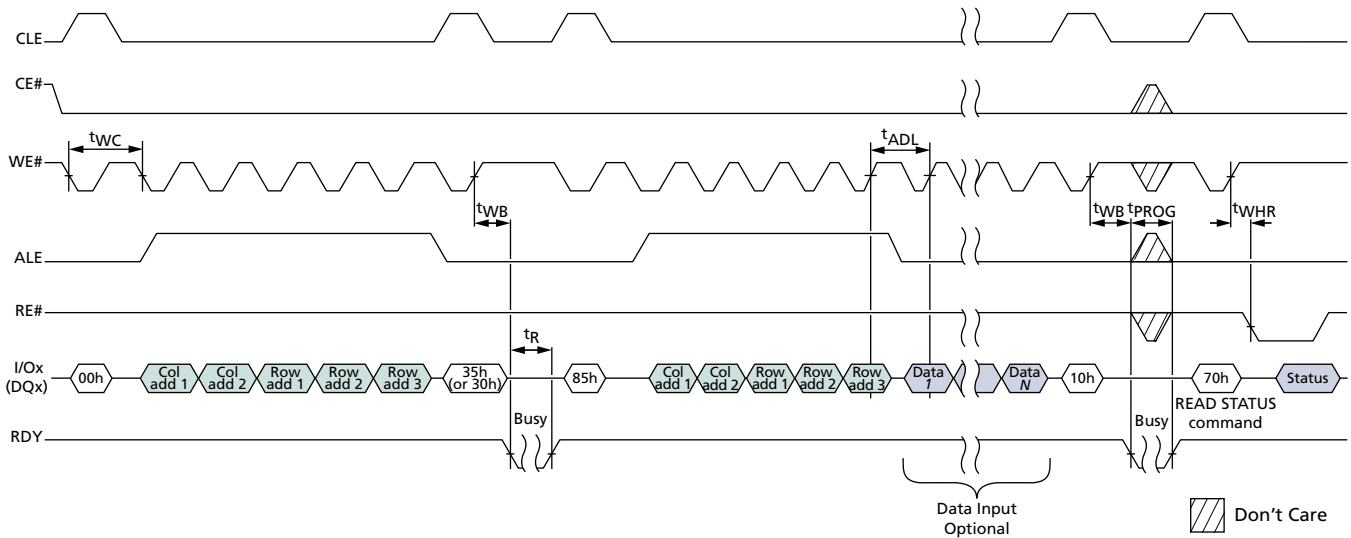 CLE
CE#
tWC
tADL
WE#
tWB
tWB
tPROG
tWHR
ALE
RE#
tR
I/Ox
(DQx)
00h
Col
add 1
Col
add 2
Row
add 1
Row
add 2
Row
add 3
35h
(or 30h)
85h
Col
add 1
Col
add 2
Row
add 1
Row
add 2
Row
add 3
Data
1
Data
N
10h
70h
Status
READ STATUS
command
Busy
Busy
RDY
Data Input
Optional
Don't Care